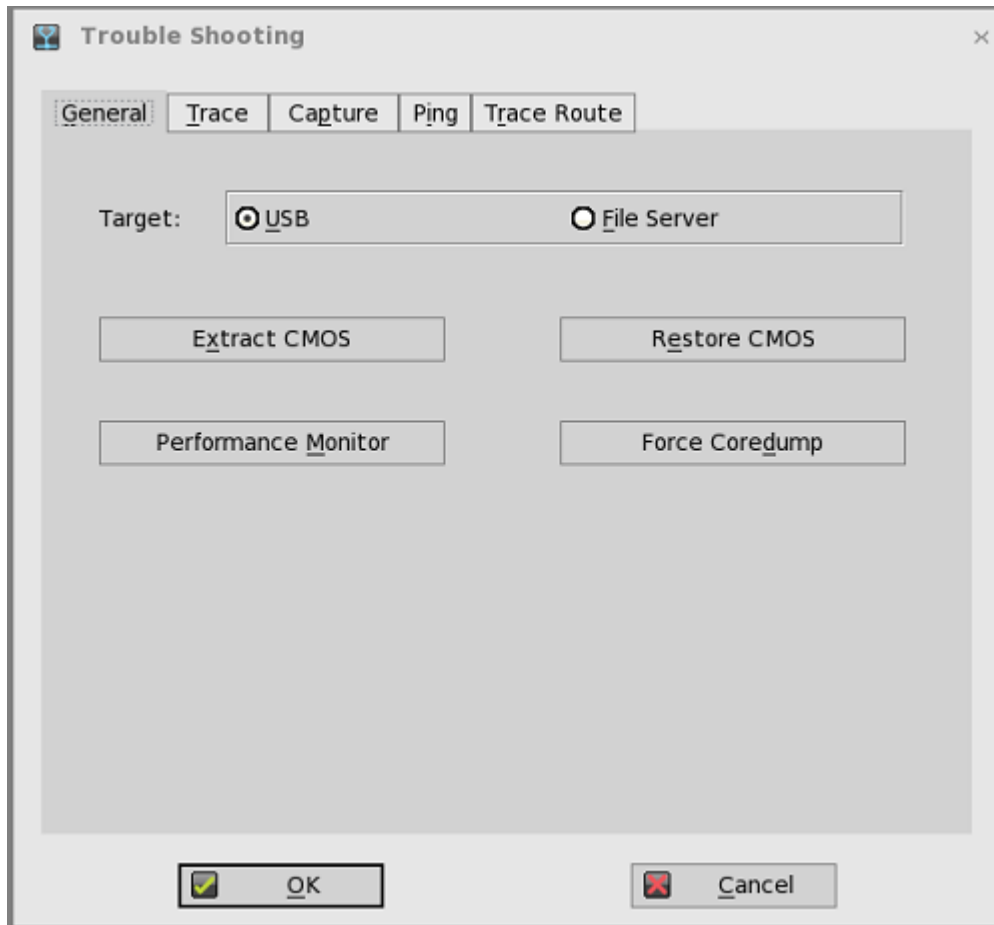 Trouble Shooting
General Trace Capture Ping Trace Route
Target: USB File Server
Extract CMOS Restore CMOS
Performance Monitor Force Coredump
OK Cancel